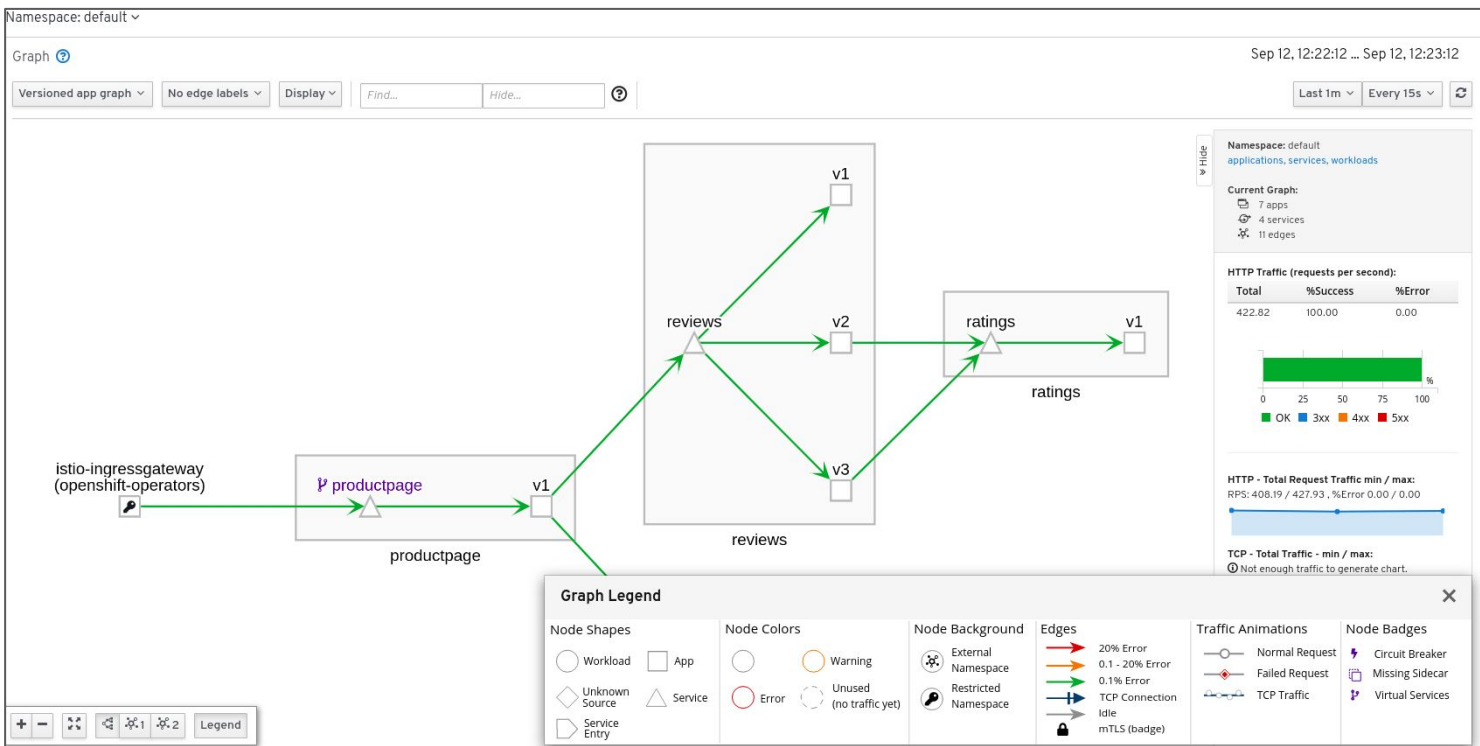 Namespace: default
Graph
Sep 12, 12:22:12 ... Sep 12, 12:23:12
Versioned app graph No edge labels Display Find... Hide... Last 1m Every 15s
Hide
Namespace: default
applications, services, workloads
Current Graph:
7 apps
4 services
11 edges
HTTP Traffic (requests per second):
Total %Success %Error
422.82 100.00 0.00
%
0 25 50 75 100
OK 3xx 4xx 5xx
HTTP - Total Request Traffic min / max:
RPS: 408.19 / 427.93 , %Error 0.00 / 0.00
TCP - Total Traffic - min / max:
Not enough traffic to generate chart.
v1
reviews
v2
v3
reviews
ratings
v1
ratings
istio-ingressgateway
(openshift-operators)
productpage
v1
productpage
Graph Legend
Node Shapes
Workload App
Unknown
Source
Service
Service
Entry
Node Colors
Warning
Error
Unused
(no traffic yet)
Node Background
External
Namespace
Restricted
Namespace
Edges
20% Error
0.1 - 20% Error
0.1% Error
TCP Connection
Idle
mTLS (badge)
Traffic Animations
Normal Request
Failed Request
TCP Traffic
Node Badges
Circuit Breaker
Missing Sidecar
Virtual Services
1 2 Legend